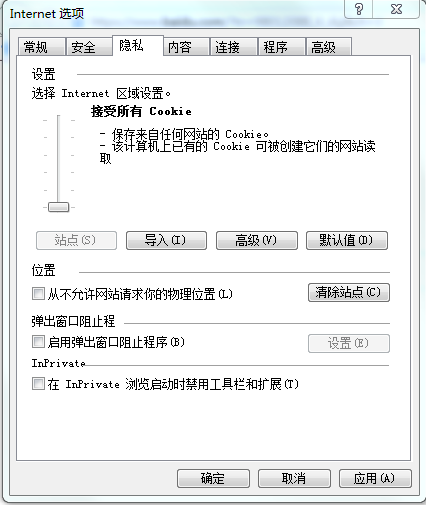 Internet 选项
常规 安全 隐私 内容 连接 程序 高级
设置
选择 Internet 区域设置。
接受所有 Cookie
- 保存来自任何网站的 Cookie。
- 该计算机上已有的 Cookie 可被创建它们的网站读
取
站点(S) 导入(I) 高级(V) 默认值(D)
位置
从不允许网站请求你的物理位置(L) 清除站点(C)
弹出窗口阻止程
启用弹出窗口阻止程序(B) 设置(E)
InPrivate
在 InPrivate 浏览启动时禁用工具栏和扩展(T)
确定 取消 应用(A)